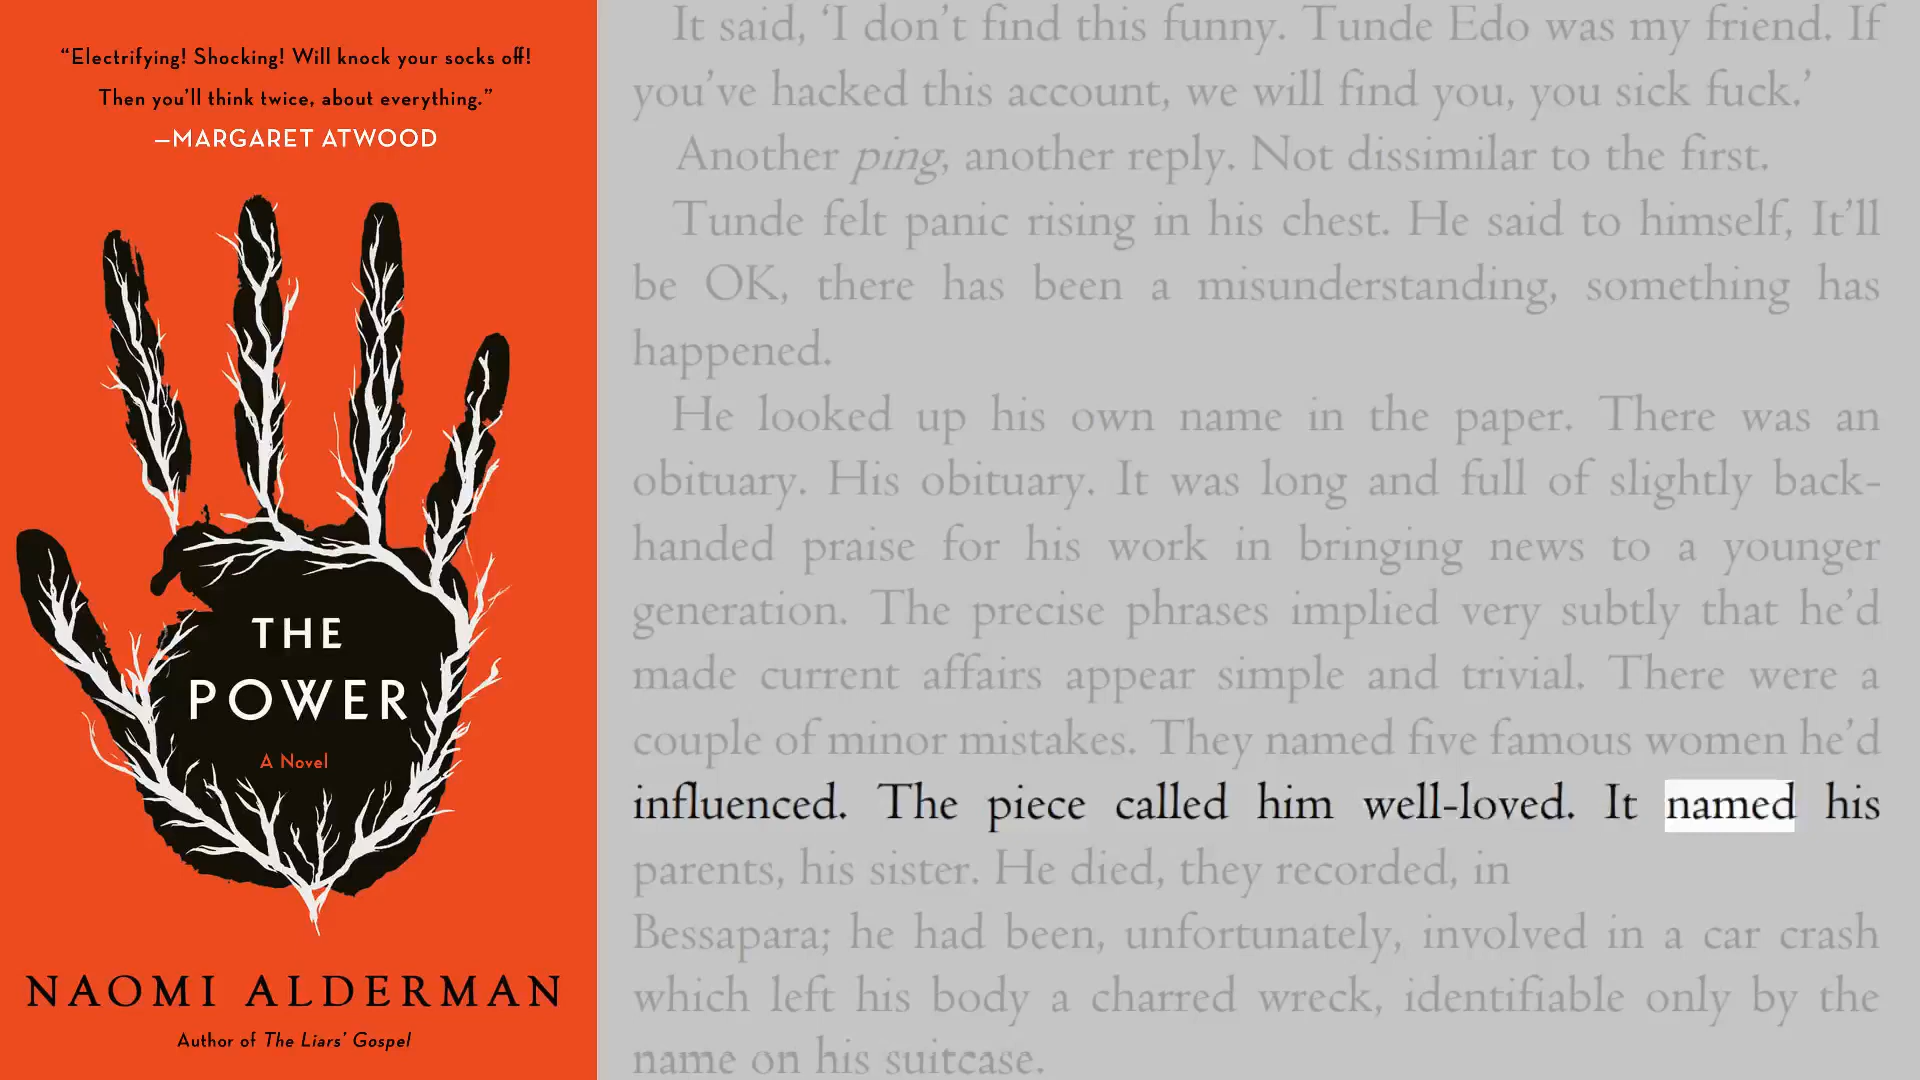 “Electrifying! Shocking! Will knock your socks off!
Then you’ll think twice, about everything.”
—MARGARET ATWOOD
THE
POWER
A Novel
NAOMI ALDERMAN
Author of The Liars’ Gospel
It said, ‘I don’t find this funny. Tunde Edo was my friend. If
you’ve hacked this account, we will find you, you sick fuck.’
Another ping, another reply. Not dissimilar to the first.
Tunde felt panic rising in his chest. He said to himself, It’ll
be OK, there has been a misunderstanding, something has
happened.
He looked up his own name in the paper. There was an
obituary. His obituary. It was long and full of slightly back-
handed praise for his work in bringing news to a younger
generation. The precise phrases implied very subtly that he’d
made current affairs appear simple and trivial. There were a
couple of minor mistakes. They named five famous women he’d
influenced. The piece called him well-loved. It named his
parents, his sister. He died, they recorded, in
Bessapara; he had been, unfortunately, involved in a car crash
which left his body a charred wreck, identifiable only by the
name on his suitcase.